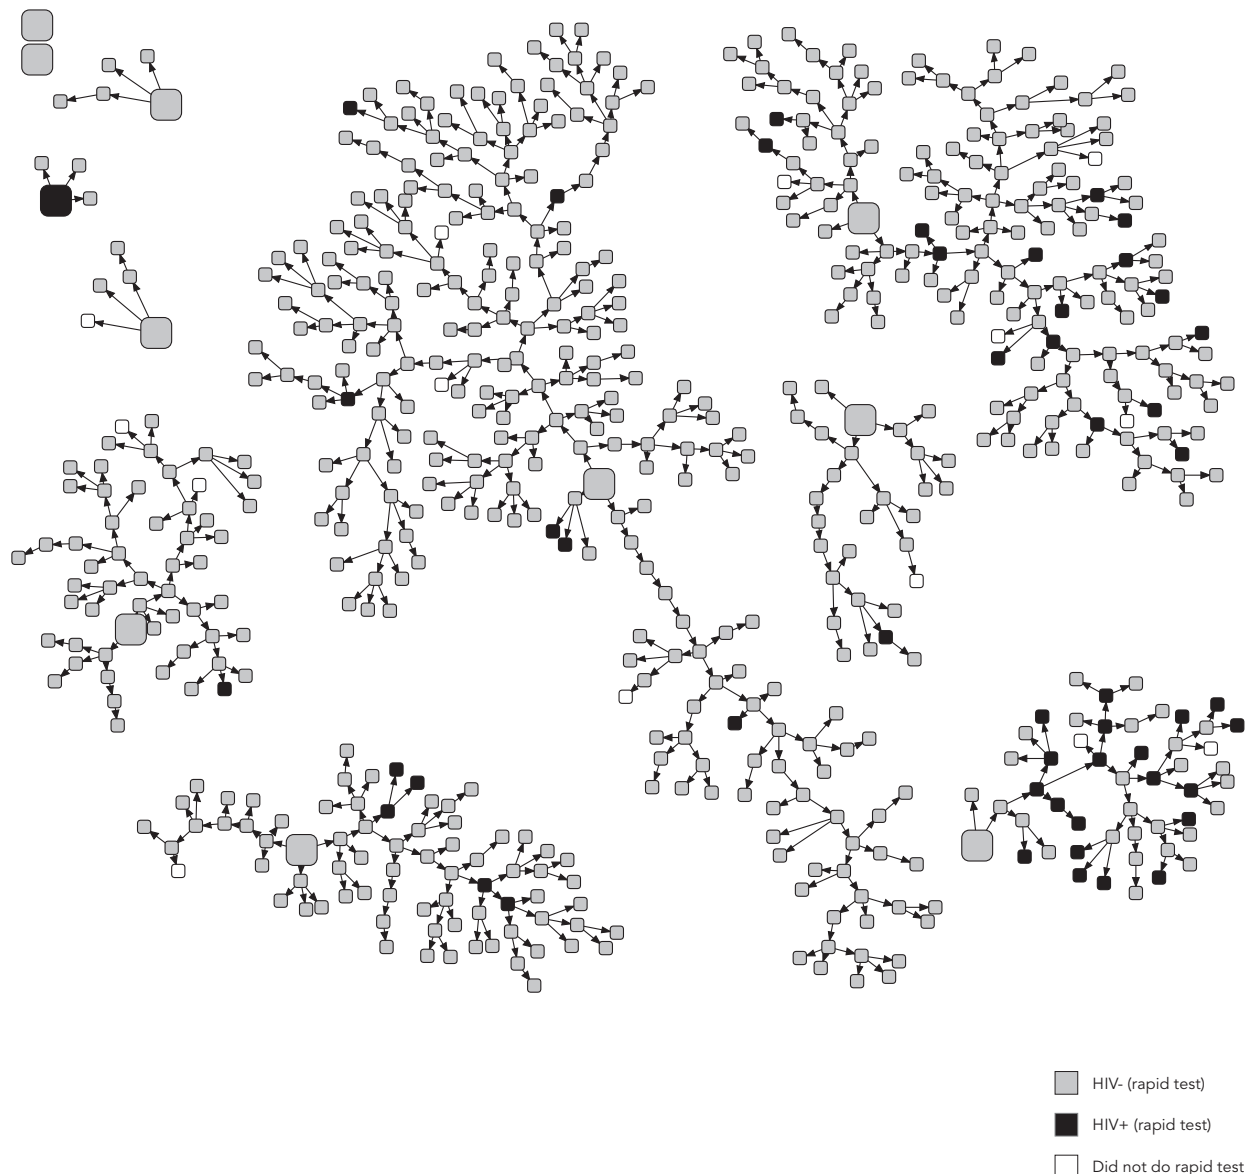 HIV- (rapid test)
HIV+ (rapid test)
Did not do rapid test